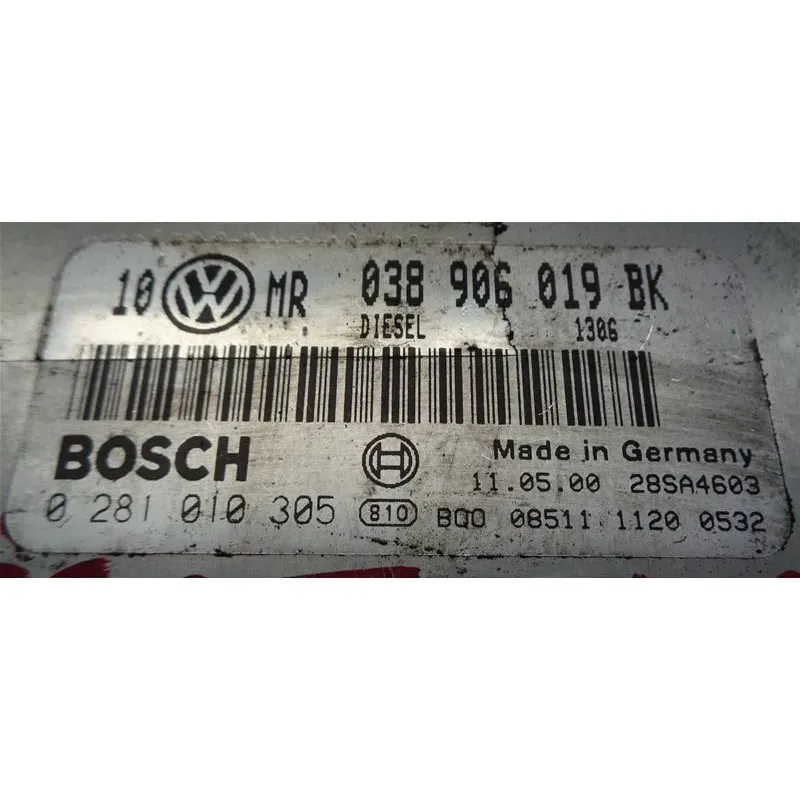 10 VW MR 038 906 019 BK
DIESEL 1306
BOSCH Made in Germany
11.05.00 28SA4603
0 281 010 305 810 BQ0 08511 1120 0532